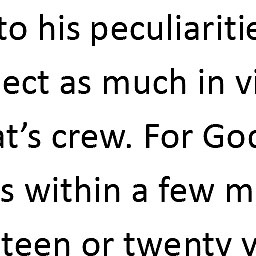 to his peculiaritie
ect as much in vi
at’s crew. For Goo
s within a few m
teen or twenty y